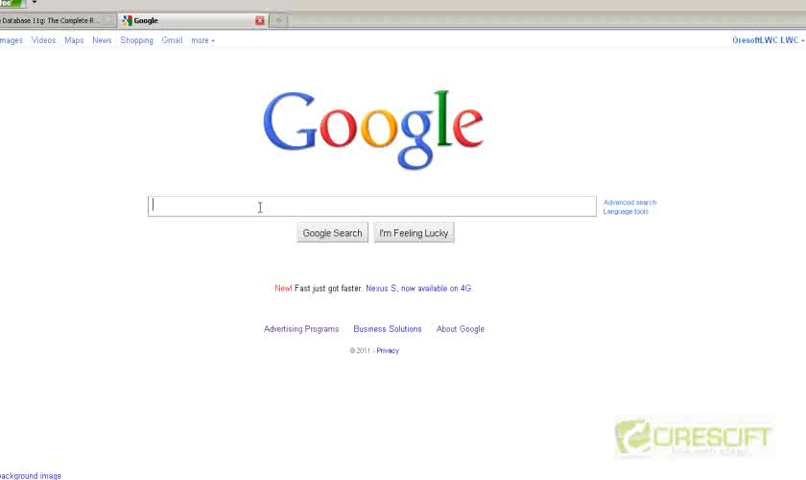 e Database 11g: The Complete R...
Google
mages Videos Maps News Shopping Gmail more
OresoftLWC LWC
Google
Advanced search
Language tools
Google Search I'm Feeling Lucky
New! Fast just got faster. Nexus S, now available on 4G.
Advertising Programs Business Solutions About Google
© 2011 - Privacy
ORESOFT
background image